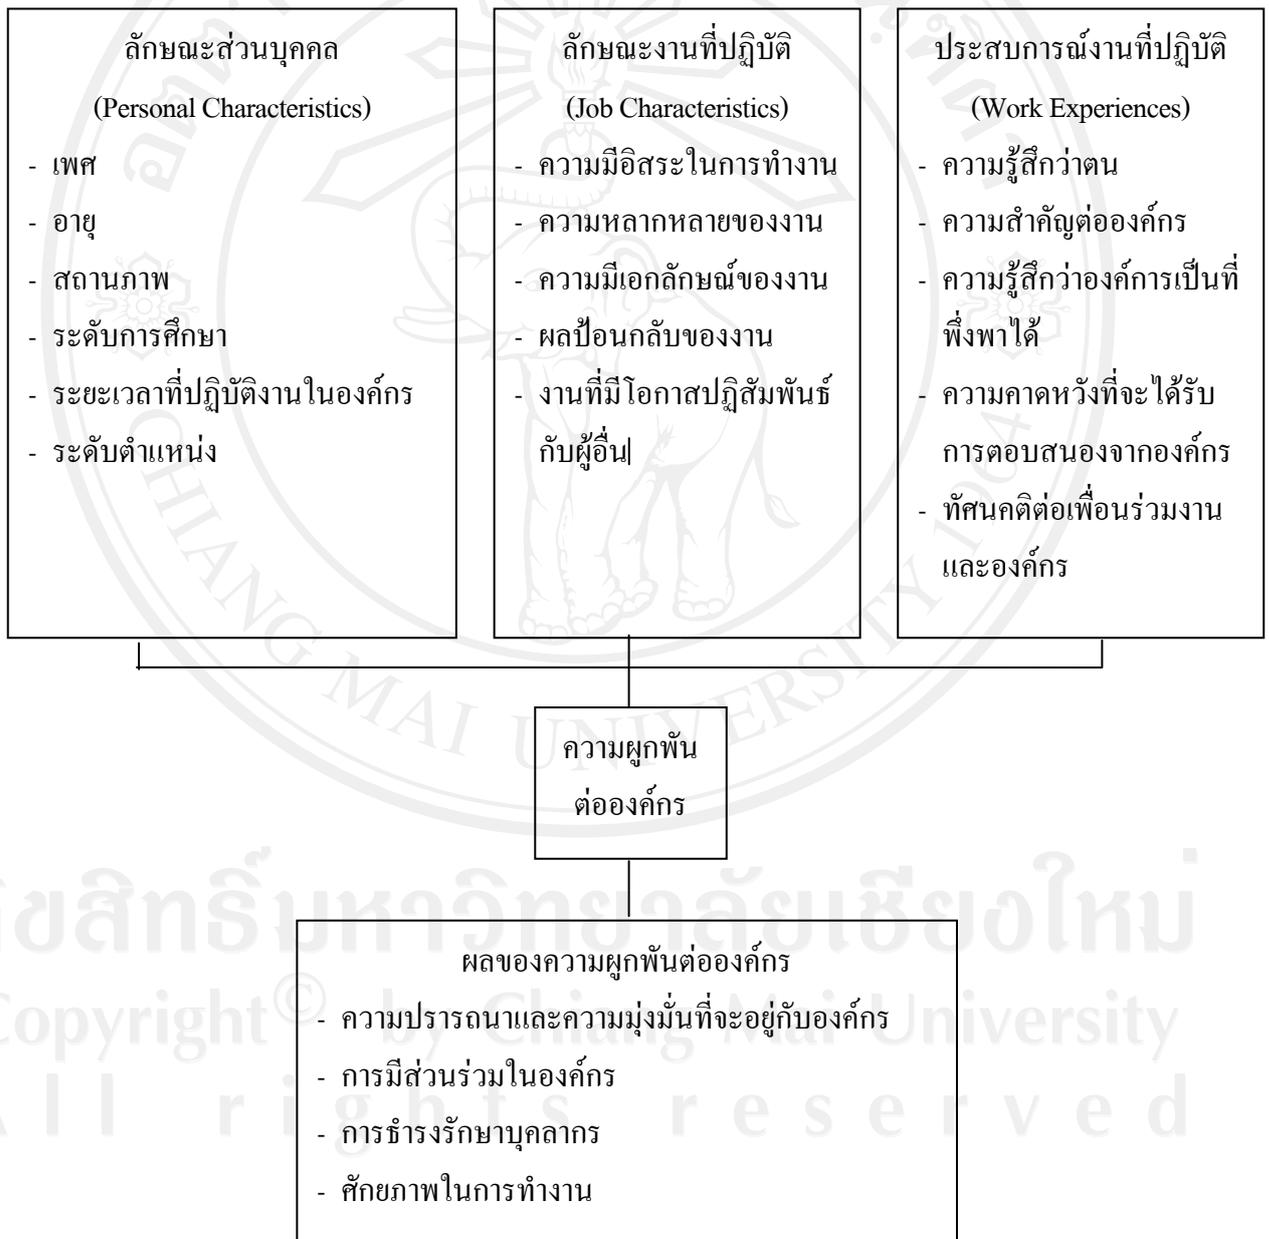 ลักษณะส่วนบุคคล
(Personal Characteristics)
- เพศ
- อายุ
- สถานภาพ
- ระดับการศึกษา
- ระยะเวลาที่ปฏิบัติงานในองค์กร
- ระดับตำแหน่ง
ลักษณะงานที่ปฏิบัติ
(Job Characteristics)
- ความมีอิสระในการทำงาน
- ความหลากหลายของงาน
- ความมีเอกลักษณ์ของงาน
- ผลป้อนกลับของงาน
- งานที่มีโอกาสปฏิสัมพันธ์
กับผู้อื่น
ประสบการณ์งานที่ปฏิบัติ
(Work Experiences)
- ความรู้สึกว่าตน
- ความสำคัญต่อองค์กร
- ความรู้สึกว่าองค์การเป็นที่
พึ่งพาได้
- ความคาดหวังที่จะได้รับ
การตอบสนองจากองค์กร
- ทัศนคติต่อเพื่อนร่วมงาน
และองค์กร
ความผูกพัน
ต่อองค์กร
ผลของความผูกพันต่อองค์กร
- ความปรารถนาและความมุ่งมั่นที่จะอยู่กับองค์กร
- การมีส่วนร่วมในองค์กร
- การธำรงรักษาบุคลากร
- ศักยภาพในการทำงาน
CHIANG MAI UNIVERSITY 1964
มหาวิทยาลัยเชียงใหม่
Copyright© by Chiang Mai University
All rights reserved